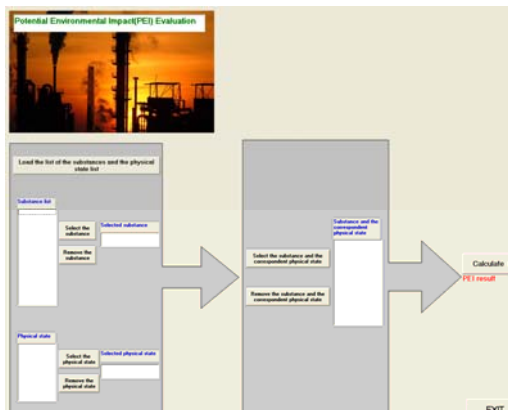 Potential Environmental Impact(PEI) Evaluation
Load the list of the substances and the physical
state list
Substance list
Select the
substance
Selected substance
Remove the
substance
Physical state
Select the
physical state
Selected physical state
Remove the
physical state
Substance and the
correspondent
physical state
Select the substance and the
correspondent physical state
Remove the substance and the
correspondent physical state
Calculate
PEI result
EXIT